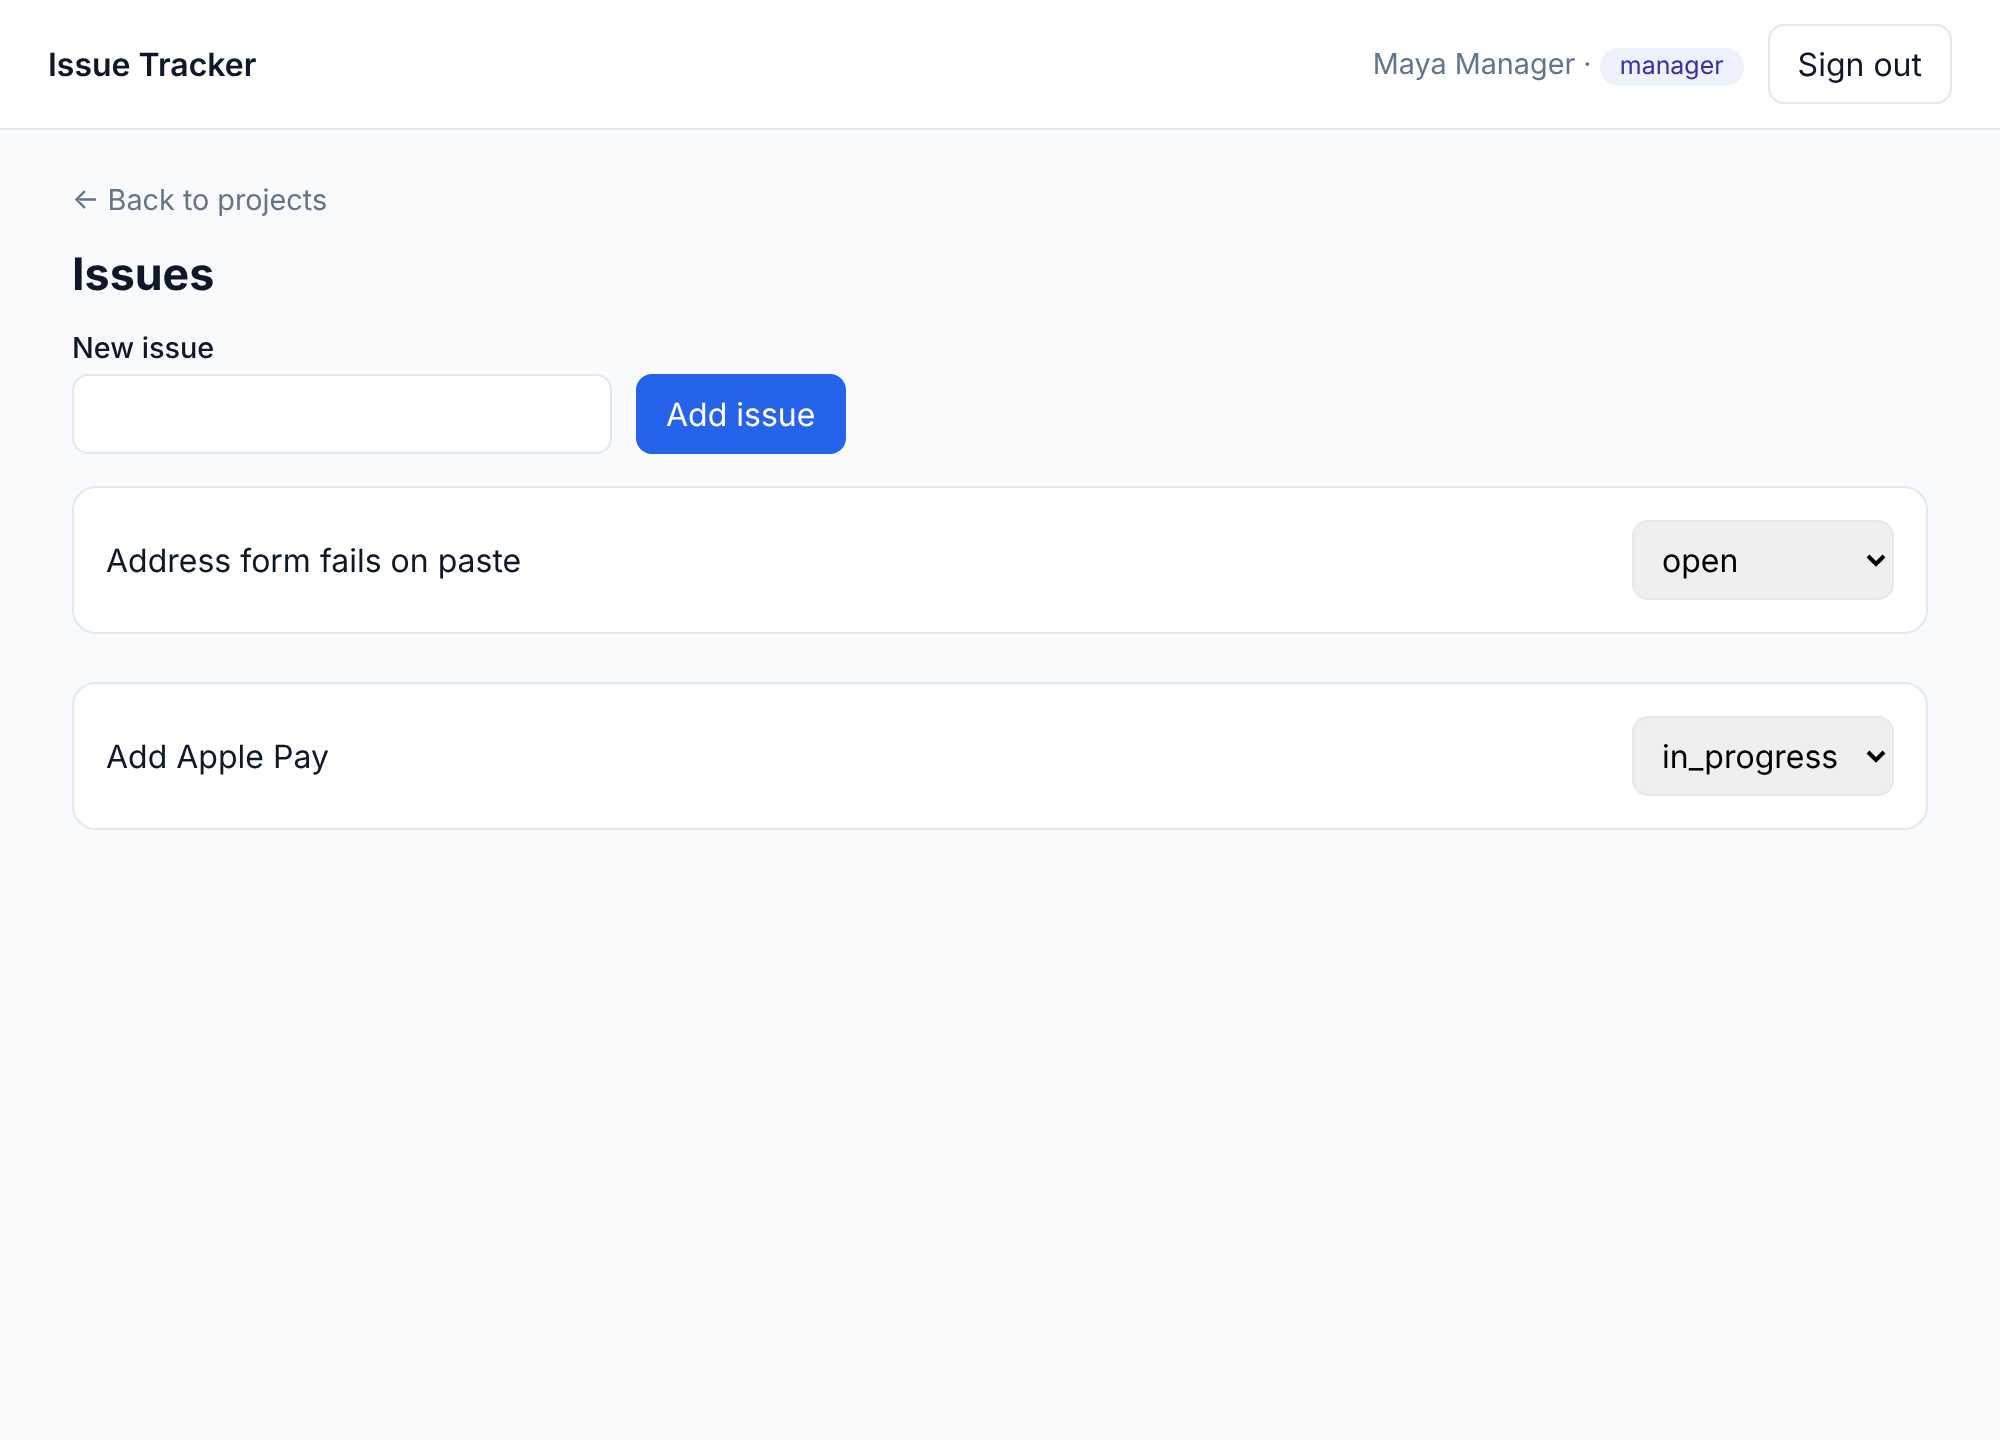 Issue Tracker
Maya Manager · manager
Sign out
← Back to projects
Issues
New issue
Add issue
Address form fails on paste
open
Add Apple Pay
in_progress